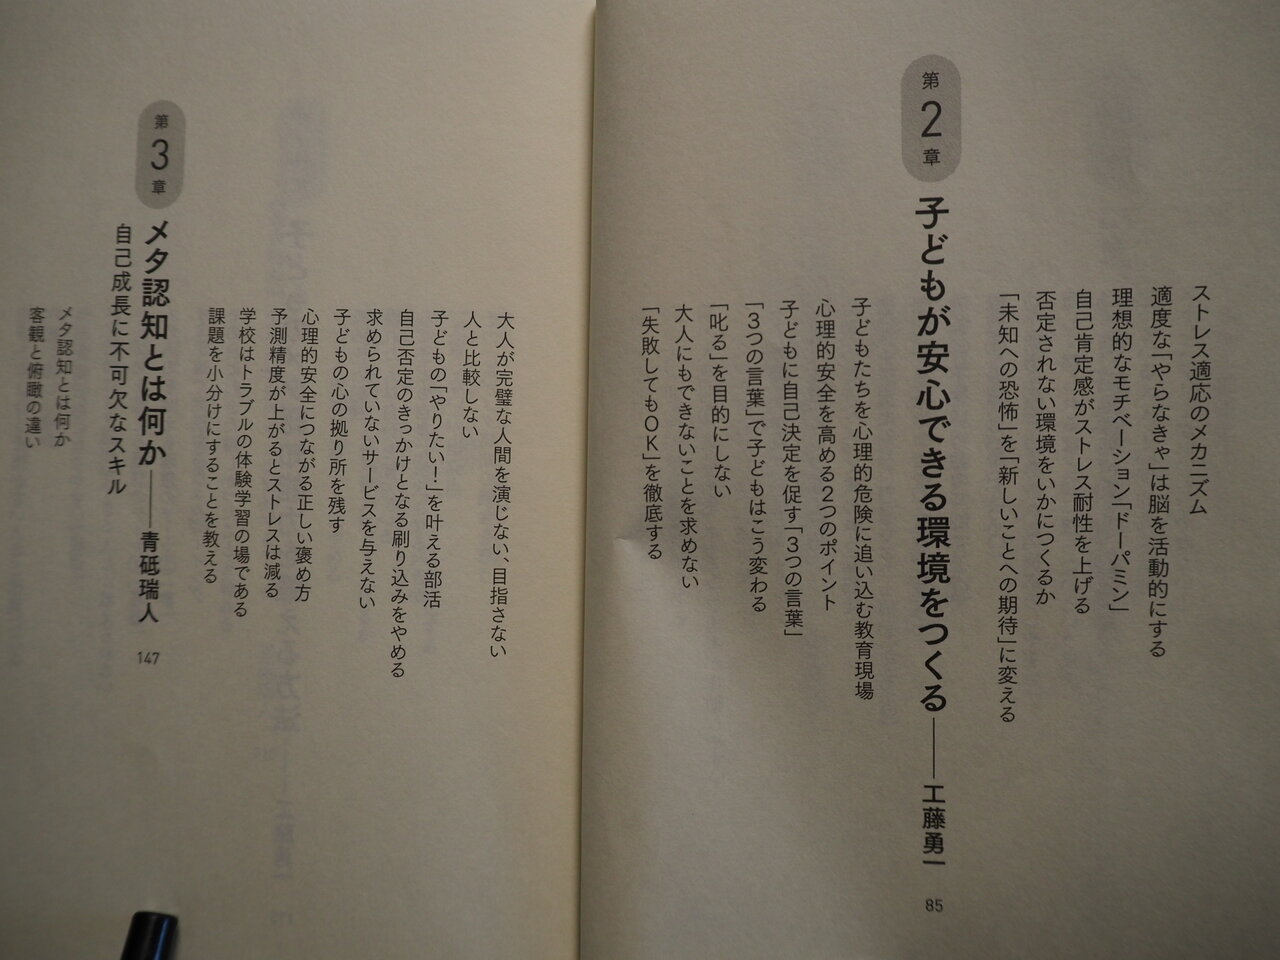 ストレス適応のメカニズム
適度な「やらなきゃ」は脳を活動的にする
理想的なモチベーション「ドーパミン」
自己肯定感がストレス耐性を上げる
否定されない環境をいかにつくるか
「未知への恐怖」を「新しいことへの期待」に変える
第2章 子どもが安心できる環境をつくる――工藤勇一 85
子どもたちを心理的危険に追い込む教育現場
心理的安全を高める2つのポイント
子どもに自己決定を促す「3つの言葉」
「3つの言葉」で子どもはこう変わる
「叱る」を目的にしない
大人にもできないことを求めない
「失敗してもOK」を徹底する
大人が完璧な人間を演じない、目指さない
人と比較しない
子どもの「やりたい!」を叶える部活
自己否定のきっかけとなる刷り込みをやめる
求められていないサービスを与えない
子どもの心の拠り所を残す
心理的安全につながる正しい褒め方
予測精度が上がるとストレスは減る
学校はトラブルの体験学習の場である
課題を小分けにすることを教える
第3章 メタ認知とは何か――青砥瑞人 147
自己成長に不可欠なスキル
メタ認知とは何か
客観と俯瞰の違い